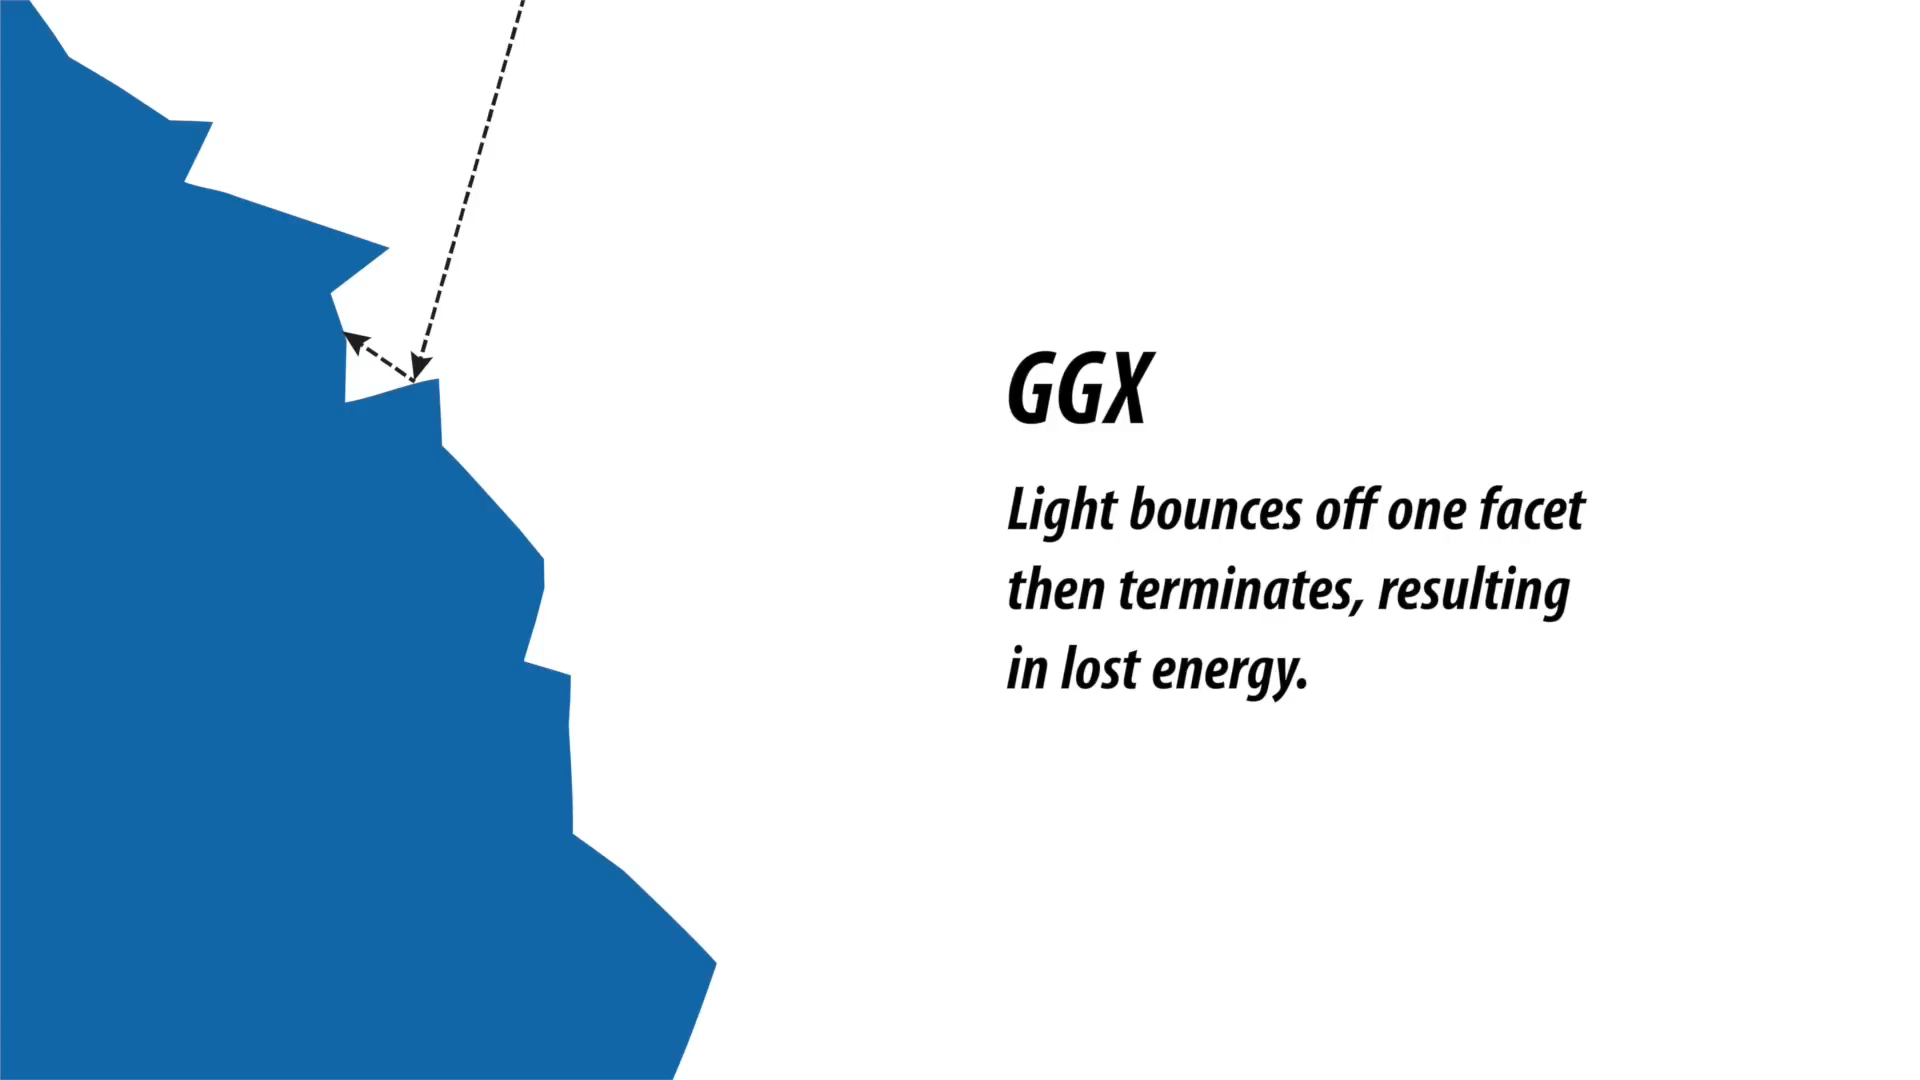 GGX
Light bounces off one facet
then terminates, resulting
in lost energy.